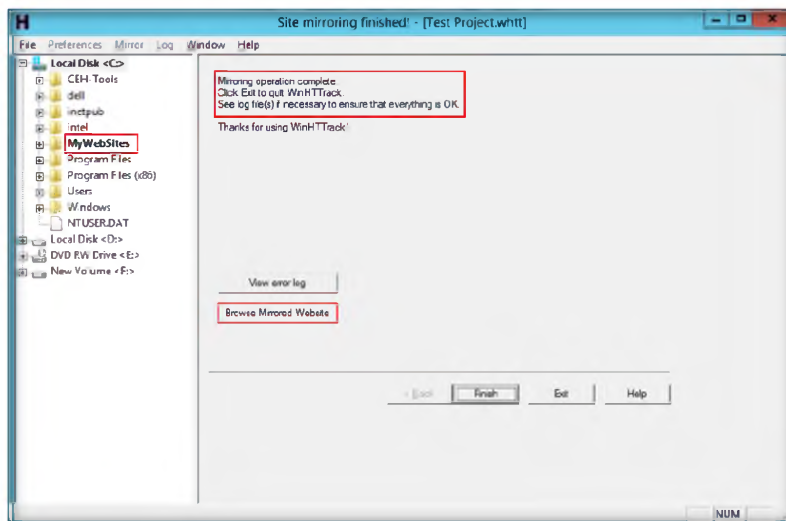 H
Site mirroring finished! - [Test Project.whtt]
File Preferences Mirror Log Window Help
Local Disk <C>
CEH-Tools
dell
inetpub
intel
MyWebSites
Program Files
Program Files (x86)
Users
Windows
NTUSER.DAT
Local Disk <D:>
DVD RW Drive <E:>
New Volume <F:>
Mirroring operation complete
Click Exit to quit WinHTTrack.
See log file(s) if necessary to ensure that everything is OK.
Thanks for using WinHTTrack!
View error log
Browse Mirrored Website
< Back Finish Exit Help
NUM